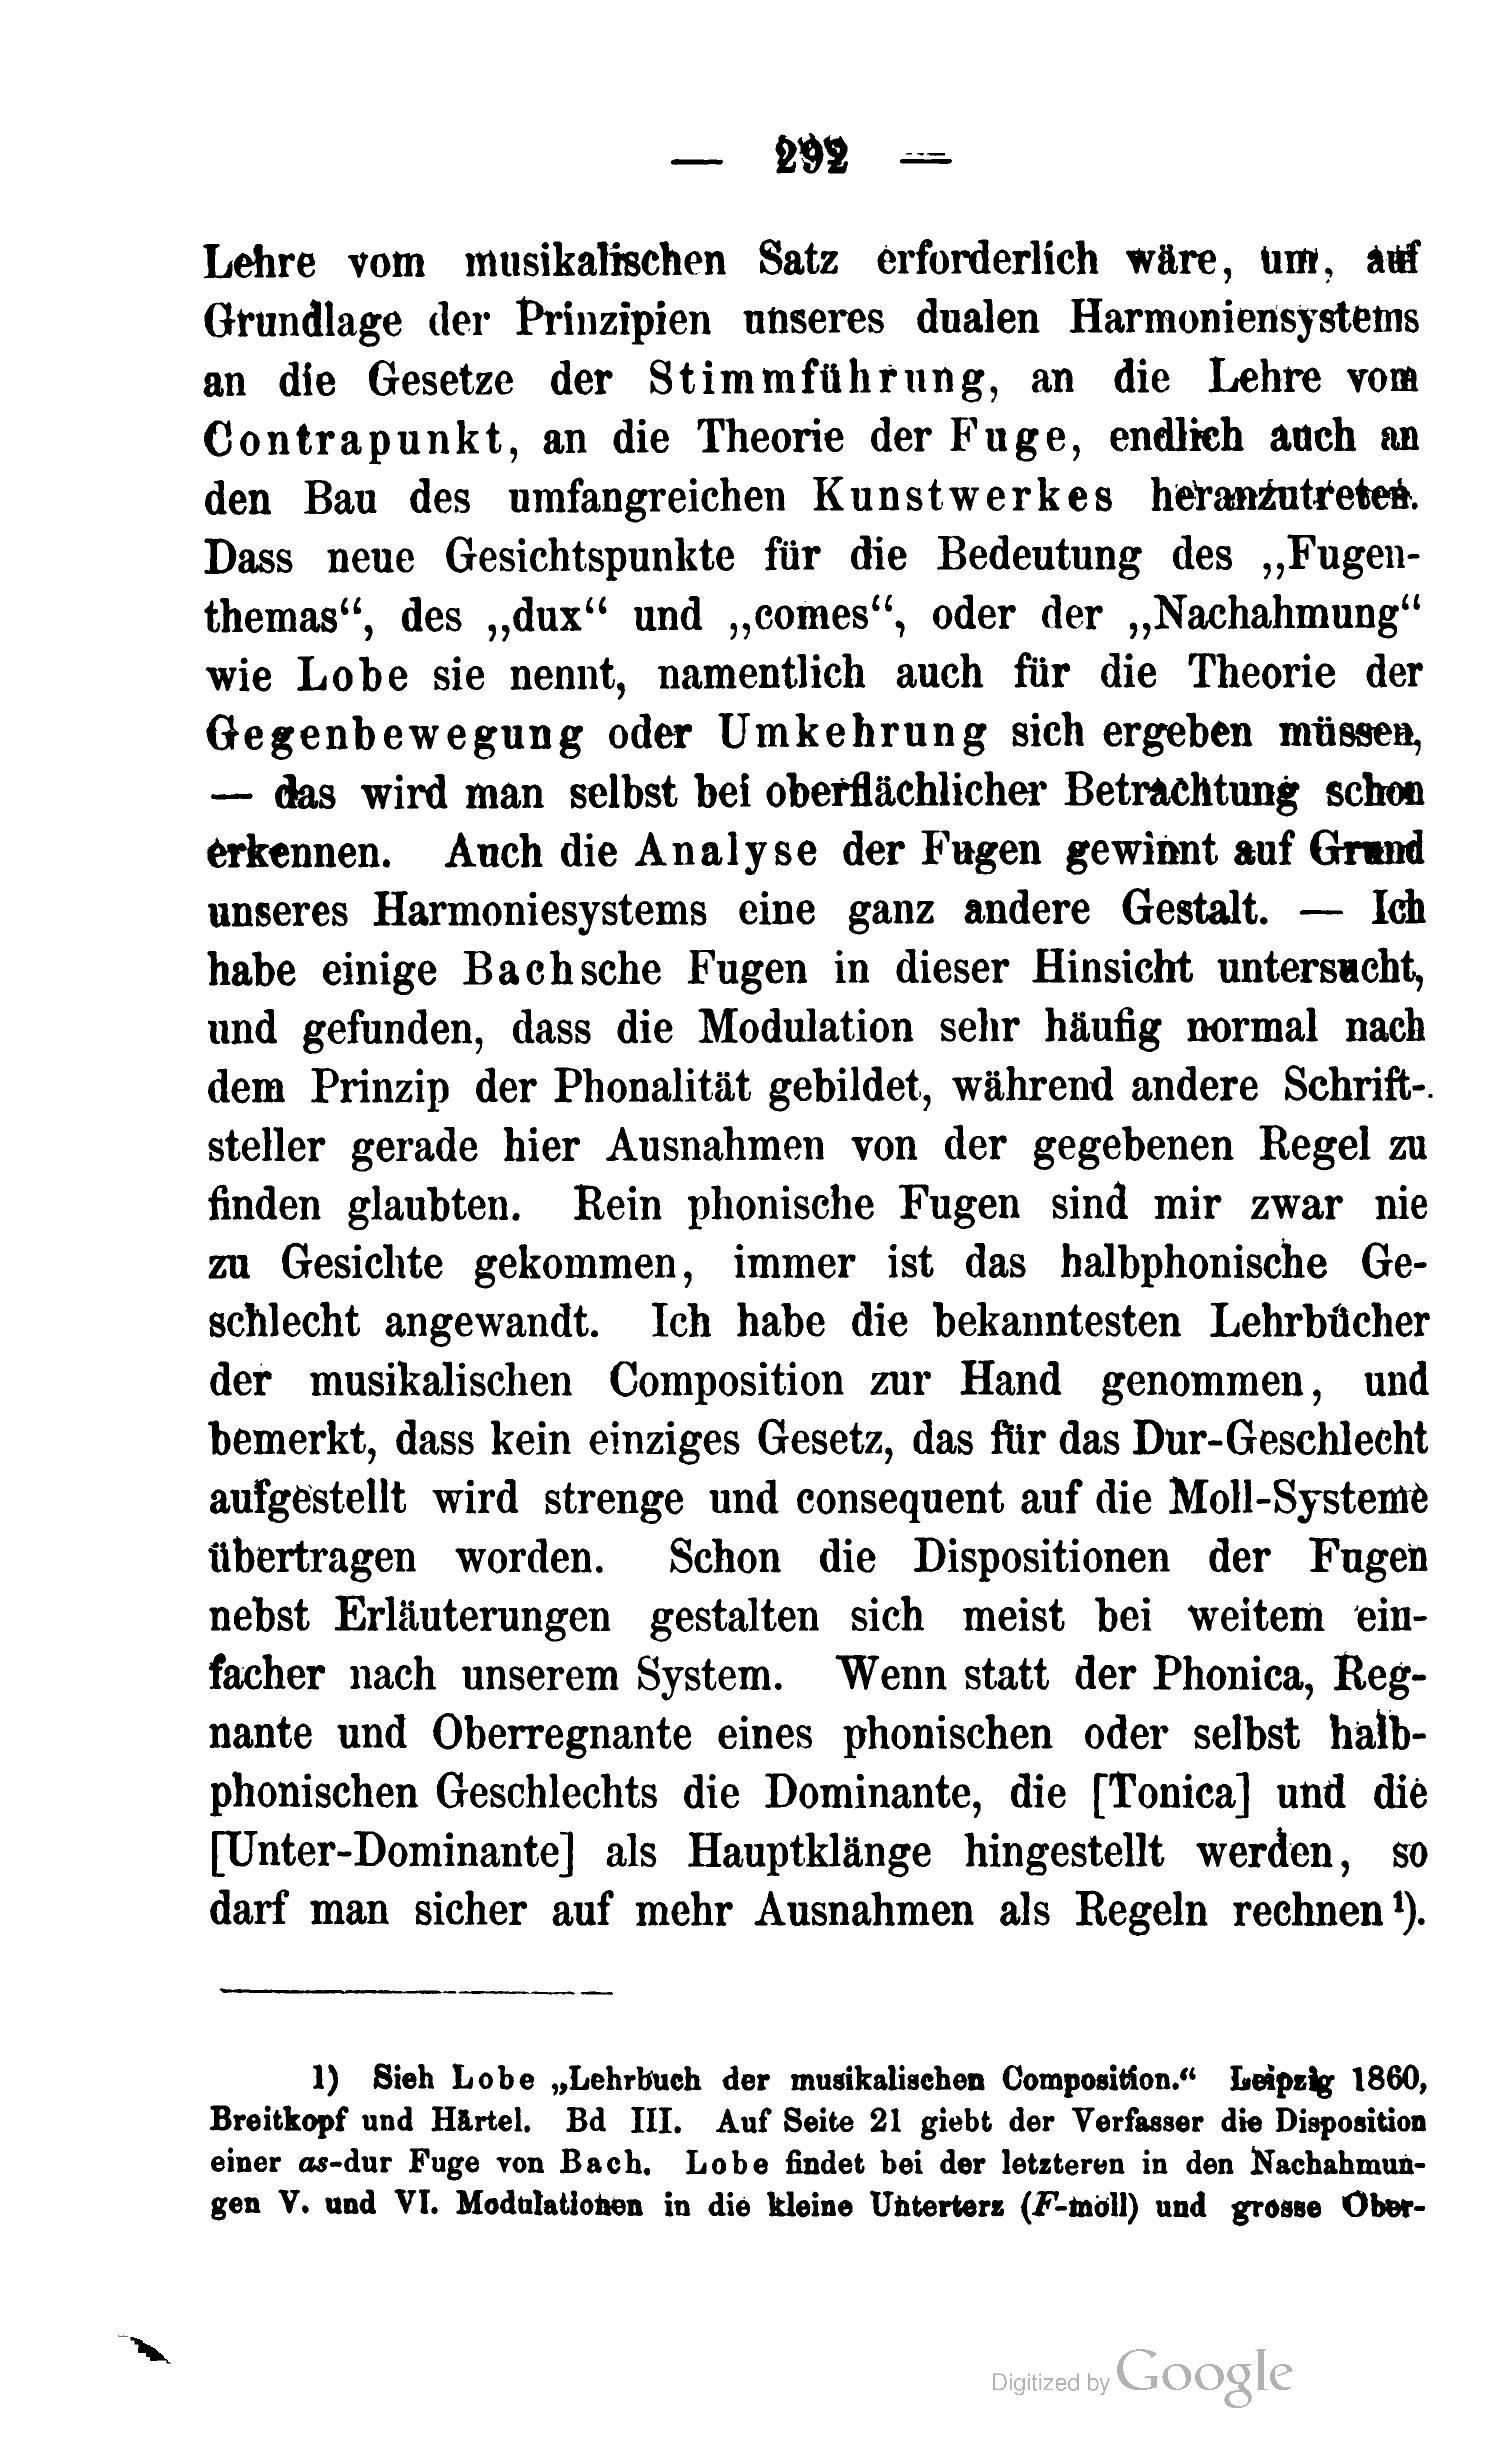 — 292 —
Lehre vom musikalischen Satz erforderlich wäre, um, auf
Grundlage der Prinzipien unseres dualen Harmoniensystems
an die Gesetze der Stimmführung, an die Lehre vom
Contrapunkt, an die Theorie der Fuge, endlich auch an
den Bau des umfangreichen Kunstwerkes heranzutreten.
Dass neue Gesichtspunkte für die Bedeutung des „Fugen-
themas“, des „dux“ und „comes“, oder der „Nachahmung“
wie Lobe sie nennt, namentlich auch für die Theorie der
Gegenbewegung oder Umkehrung sich ergeben müssen,
— das wird man selbst bei oberflächlicher Betrachtung schon
erkennen. Auch die Analyse der Fugen gewinnt auf Grund
unseres Harmoniesystems eine ganz andere Gestalt. — Ich
habe einige Bachsche Fugen in dieser Hinsicht untersucht,
und gefunden, dass die Modulation sehr häufig normal nach
dem Prinzip der Phonalität gebildet, während andere Schrift-
steller gerade hier Ausnahmen von der gegebenen Regel zu
finden glaubten. Rein phonische Fugen sind mir zwar nie
zu Gesichte gekommen, immer ist das halbphonische Ge-
schlecht angewandt. Ich habe die bekanntesten Lehrbücher
der musikalischen Composition zur Hand genommen, und
bemerkt, dass kein einziges Gesetz, das für das Dur-Geschlecht
aufgestellt wird strenge und consequent auf die Moll-Systeme
übertragen worden. Schon die Dispositionen der Fugen
nebst Erläuterungen gestalten sich meist bei weitem ein-
facher nach unserem System. Wenn statt der Phonica, Reg-
nante und Oberregnante eines phonischen oder selbst halb-
phonischen Geschlechts die Dominante, die [Tonica] und die
[Unter-Dominante] als Hauptklänge hingestellt werden, so
darf man sicher auf mehr Ausnahmen als Regeln rechnen ¹).
1) Sieh Lobe „Lehrbuch der musikalischen Composition.“ Leipzig 1860,
Breitkopf und Härtel. Bd III. Auf Seite 21 giebt der Verfasser die Disposition
einer as-dur Fuge von Bach. Lobe findet bei der letzteren in den Nachahmun-
gen V. und VI. Modulationen in die kleine Unterterz (F-moll) und grosse Ober-
Digitized by Google